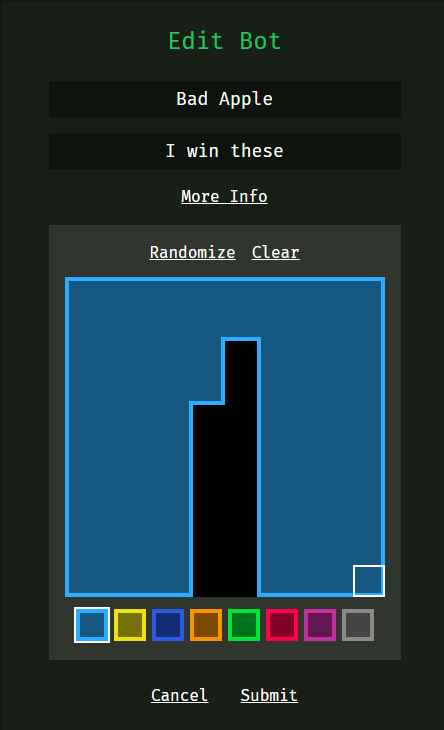 Edit Bot
Bad Apple
I win these
More Info
Randomize Clear
Cancel Submit